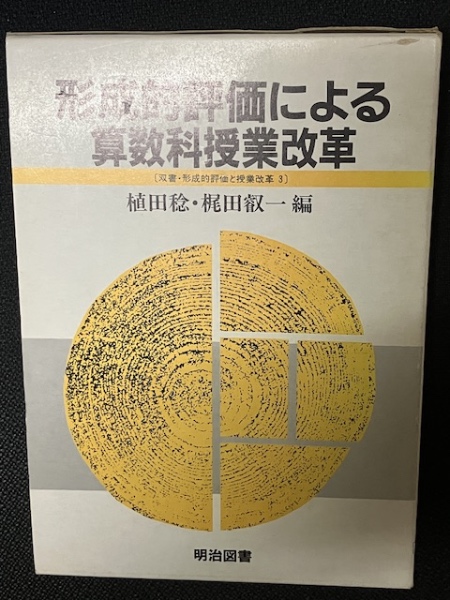 形成的評価による
算数科授業改革
〔双書・形成的評価と授業改革 3〕
植田稔・梶田叡一 編
明治図書